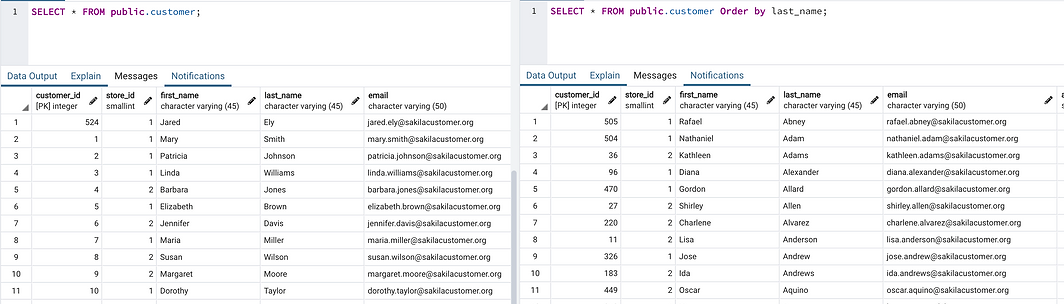 1 SELECT * FROM public.customer;
Data Output Explain Messages Notifications
customer_id store_id first_name last_name email
[PK] integer smallint character varying (45) character varying (45) character varying (50)
1 524 1 Jared Ely jared.ely@sakilacustomer.org
2 1 1 Mary Smith mary.smith@sakilacustomer.org
3 2 1 Patricia Johnson patricia.johnson@sakilacustomer.org
4 3 1 Linda Williams linda.williams@sakilacustomer.org
5 4 2 Barbara Jones barbara.jones@sakilacustomer.org
6 5 1 Elizabeth Brown elizabeth.brown@sakilacustomer.org
7 6 2 Jennifer Davis jennifer.davis@sakilacustomer.org
8 7 1 Maria Miller maria.miller@sakilacustomer.org
9 8 2 Susan Wilson susan.wilson@sakilacustomer.org
10 9 2 Margaret Moore margaret.moore@sakilacustomer.org
11 10 1 Dorothy Taylor dorothy.taylor@sakilacustomer.org
1 SELECT * FROM public.customer Order by last_name;
Data Output Explain Messages Notifications
customer_id store_id first_name last_name email a
[PK] integer smallint character varying (45) character varying (45) character varying (50) s
1 505 1 Rafael Abney rafael.abney@sakilacustomer.org
2 504 1 Nathaniel Adam nathaniel.adam@sakilacustomer.org
3 36 2 Kathleen Adams kathleen.adams@sakilacustomer.org
4 96 1 Diana Alexander diana.alexander@sakilacustomer.org
5 470 1 Gordon Allard gordon.allard@sakilacustomer.org
6 27 2 Shirley Allen shirley.allen@sakilacustomer.org
7 220 2 Charlene Alvarez charlene.alvarez@sakilacustomer.org
8 11 2 Lisa Anderson lisa.anderson@sakilacustomer.org
9 326 1 Jose Andrew jose.andrew@sakilacustomer.org
10 183 2 Ida Andrews ida.andrews@sakilacustomer.org
11 449 2 Oscar Aquino oscar.aquino@sakilacustomer.org